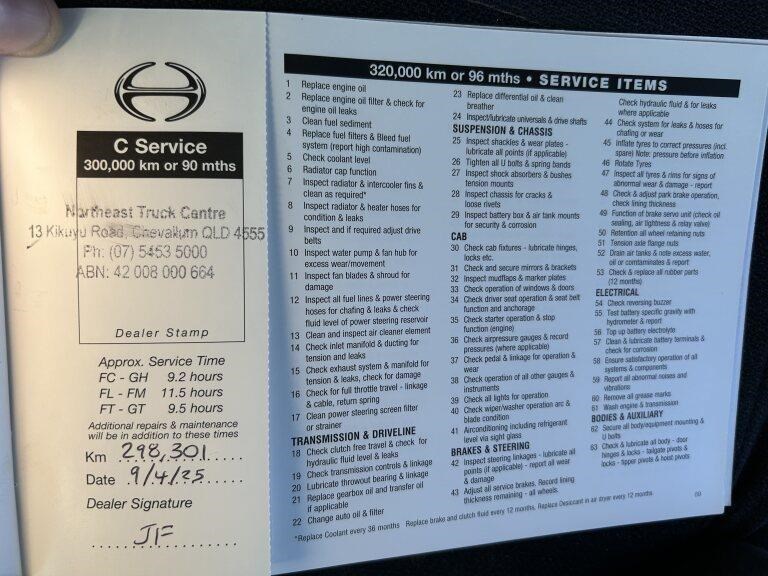 C Service
300,000 km or 90 mths
Northeast Truck Centre
13 Kikuyu Road, Chevallum QLD 4555
Ph: (07) 5453 5000
ABN: 42 008 000 664
Dealer Stamp
Approx. Service Time
FC - GH 9.2 hours
FL - FM 11.5 hours
FT - GT 9.5 hours
Additional repairs & maintenance
will be in addition to these times
Km 298,301
Date 9/4/25
Dealer Signature
JF
320,000 km or 96 mths • SERVICE ITEMS
1 Replace engine oil
2 Replace engine oil filter & check for
engine oil leaks
3 Clean fuel sediment
4 Replace fuel filters & Bleed fuel
system (report high contamination)
5 Check coolant level
6 Radiator cap function
7 Inspect radiator & intercooler fins &
clean as required*
8 Inspect radiator & heater hoses for
condition & leaks
9 Inspect and if required adjust drive
belts
10 Inspect water pump & fan hub for
excess wear/movement
11 Inspect fan blades & shroud for
damage
12 Inspect all fuel lines & power steering
hoses for chafing & leaks & check
fluid level of power steering reservoir
13 Clean and inspect air cleaner element
14 Check inlet manifold & ducting for
tension and leaks
15 Check exhaust system & manifold for
tension & leaks, check for damage
16 Check for full throttle travel - linkage
& cable, return spring
17 Clean power steering screen filter
or strainer
TRANSMISSION & DRIVELINE
18 Check clutch free travel & check for
hydraulic fluid level & leaks
19 Check transmission controls & linkage
20 Lubricate throwout bearing & linkage
21 Replace gearbox oil and transfer oil
if applicable
22 Change auto oil & filter
23 Replace differential oil & clean
breather
24 Inspect/lubricate universals & drive shafts
SUSPENSION & CHASSIS
25 Inspect shackles & wear plates -
lubricate all points (if applicable)
26 Tighten all U bolts & spring bands
27 Inspect shock absorbers & bushes
tension mounts
28 Inspect chassis for cracks &
loose rivets
29 Inspect battery box & air tank mounts
for security & corrosion
CAB
30 Check cab fixtures - lubricate hinges,
locks etc.
31 Check and secure mirrors & brackets
32 Inspect mudflaps & marker plates
33 Check operation of windows & doors
34 Check driver seat operation & seat belt
function and anchorage
35 Check starter operation & stop
function (engine)
36 Check airpressure gauges & record
pressures (where applicable)
37 Check pedal & linkage for operation &
wear
38 Check operation of all other gauges &
instruments
39 Check all lights for operation
40 Check wiper/washer operation arc &
blade condition
41 Airconditioning including refrigerant
level via sight glass
BRAKES & STEERING
42 Inspect steering linkages - lubricate all
points (if applicable) - report all wear
& damage
43 Adjust all service brakes. Record lining
thickness remaining - all wheels.
Check hydraulic fluid & for leaks
where applicable
44 Check system for leaks & hoses for
chafing or wear
45 Inflate tyres to correct pressures (incl.
spare) Note: pressure before inflation
46 Rotate Tyres
47 Inspect all tyres & rims for signs of
abnormal wear & damage - report
48 Check & adjust park brake operation,
check lining thickness
49 Function of brake servo unit (check oil
sealing, air tightness & relay valve)
50 Retention all wheel retaining nuts
51 Tension axle flange nuts
52 Drain air tanks & note excess water,
oil or comtaminates & report
53 Check & replace all rubber parts
(12 months)
ELECTRICAL
54 Check reversing buzzer
55 Test battery specific gravity with
hydrometer & report
56 Top up battery electrolyte
57 Clean & lubricate battery terminals &
check for corrosion
58 Ensure satisfactory operation of all
systems & components
59 Report all abnormal noises and
vibrations
60 Remove all grease marks
61 Wash engine & transmission
BODIES & AUXILIARY
62 Secure all body/equipment mounting &
U bolts
63 Check & lubricate all body - door
hinges & locks - tailgate pivots &
locks - tipper pivots & hoist pivots
*Replace Coolant every 36 months Replace brake and clutch fluid every 12 months, Replace Desiccant in air dryer every 12 months.
69